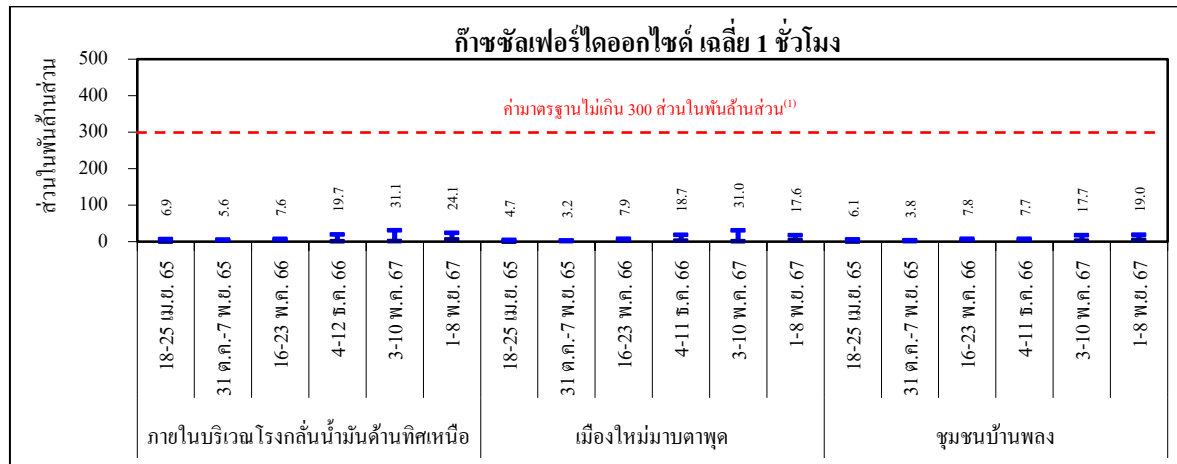 ก๊าซซัลเฟอร์ไดออกไซด์ เฉลี่ย 1 ชั่วโมง
ส่วนในพันล้านส่วน
500
400
300
200
100
0
ค่ามาตรฐานไม่เกิน 300 ส่วนในพันล้านส่วน(1)
6.9 5.6 7.6 19.7 31.1 24.1 4.7 3.2 7.9 18.7 31.0 17.6 6.1 3.8 7.8 7.7 17.7 19.0
18-25 เม.ย. 65
31 ต.ค.-7 พ.ย. 65
16-23 พ.ค. 66
4-12 ธ.ค. 66
3-10 พ.ค. 67
1-8 พ.ย. 67
18-25 เม.ย. 65
31 ต.ค.-7 พ.ย. 65
16-23 พ.ค. 66
4-11 ธ.ค. 66
3-10 พ.ค. 67
1-8 พ.ย. 67
18-25 เม.ย. 65
31 ต.ค.-7 พ.ย. 65
16-23 พ.ค. 66
4-11 ธ.ค. 66
3-10 พ.ค. 67
1-8 พ.ย. 67
ภายในบริเวณโรงกลั่นน้ำมันด้านทิศเหนือ
เมืองใหม่มาบตาพุด
ชุมชนบ้านพลง